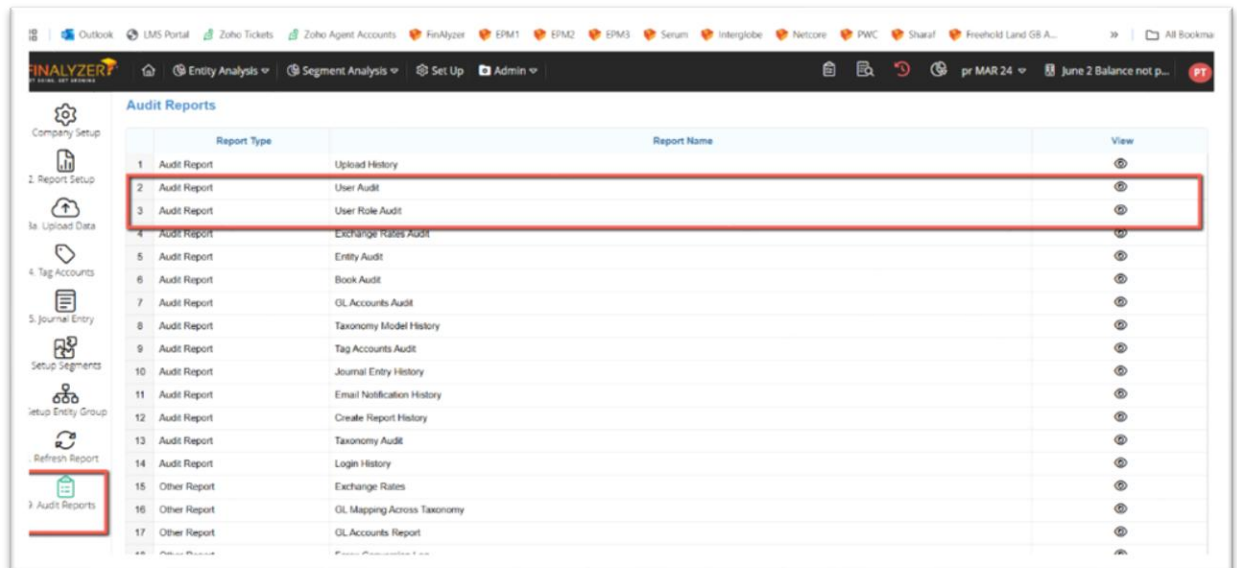 Outlook LMS Portal Zoho Tickets Zoho Agent Accounts FinAlyzer EPM1 EPM2 EPM3 Serum Interglobe Netcore PWC Sharaf Freehold Land GB A... » All Bookma
FINALYZER Entity Analysis Segment Analysis Set Up Admin pr MAR 24 June 2 Balance not p... PT
Audit Reports
Company Setup
2. Report Setup
3a. Upload Data
4. Tag Accounts
5. Journal Entry
Setup Segments
Setup Entity Group
Refresh Report
9. Audit Reports
Report Type Report Name View
1 Audit Report Upload History
2 Audit Report User Audit
3 Audit Report User Role Audit
4 Audit Report Exchange Rates Audit
5 Audit Report Entity Audit
6 Audit Report Book Audit
7 Audit Report GL Accounts Audit
8 Audit Report Taxonomy Model History
9 Audit Report Tag Accounts Audit
10 Audit Report Journal Entry History
11 Audit Report Email Notification History
12 Audit Report Create Report History
13 Audit Report Taxonomy Audit
14 Audit Report Login History
15 Other Report Exchange Rates
16 Other Report GL Mapping Across Taxonomy
17 Other Report GL Accounts Report